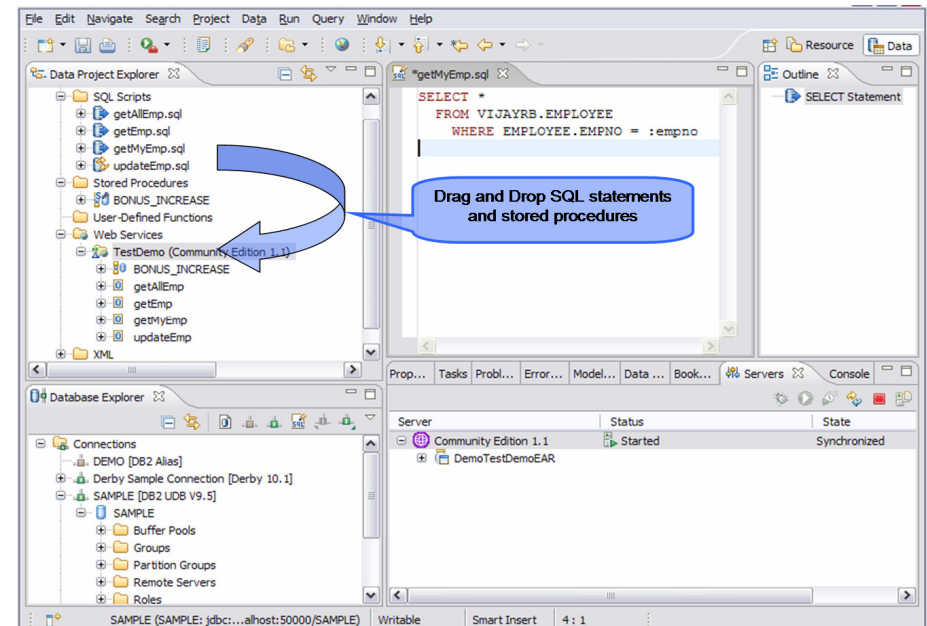 File Edit Navigate Search Project Data Run Query Window Help
Resource Data
Data Project Explorer
SQL Scripts
getAllEmp.sql
getEmp.sql
getMyEmp.sql
updateEmp.sql
Stored Procedures
BONUS_INCREASE
User-Defined Functions
Web Services
TestDemo (Community Edition 1.1)
BONUS_INCREASE
getAllEmp
getEmp
getMyEmp
updateEmp
XML
*getMyEmp.sql
SELECT *
FROM VIJAYRB.EMPLOYEE
WHERE EMPLOYEE.EMPNO = :empno
Drag and Drop SQL statements
and stored procedures
Outline
SELECT Statement
Database Explorer
Connections
DEMO [DB2 Alias]
Derby Sample Connection [Derby 10.1]
SAMPLE [DB2 UDB V9.5]
SAMPLE
Buffer Pools
Groups
Partition Groups
Remote Servers
Roles
Prop... Tasks Probl... Error... Model... Data ... Book... Servers Console
Server Status State
Community Edition 1.1 Started Synchronized
DemoTestDemoEAR
SAMPLE (SAMPLE: jdbc:...alhost:50000/SAMPLE) Writable Smart Insert 4 : 1